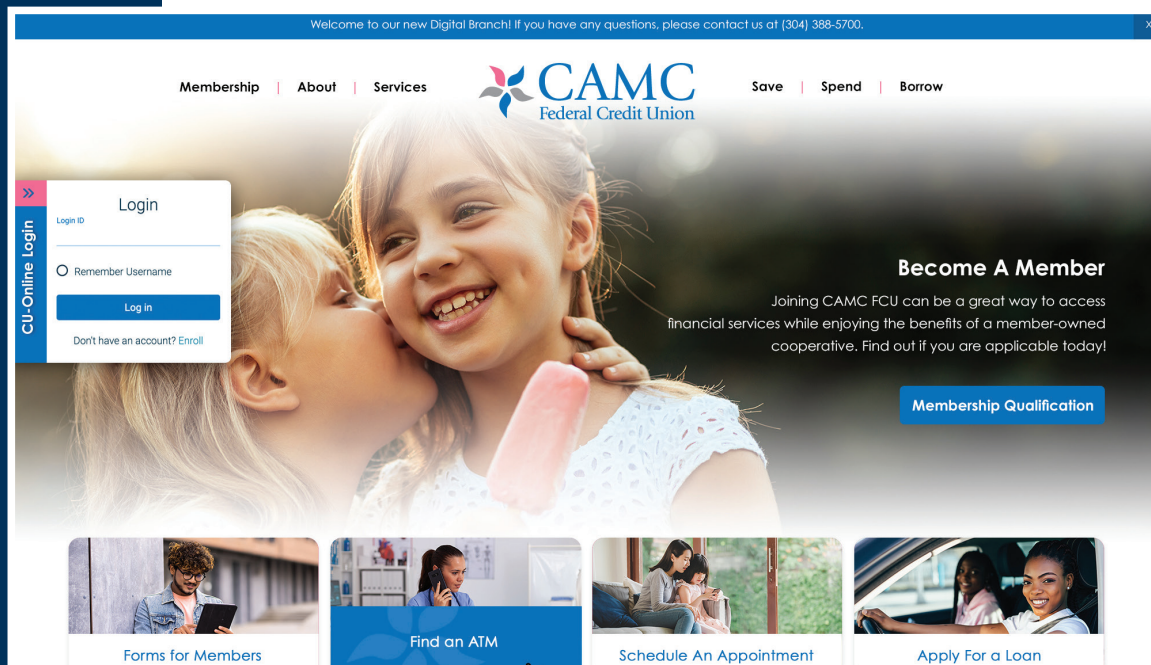 Welcome to our new Digital Branch! If you have any questions, please contact us at (304) 388-5700.
X
Membership | About | Services
CAMC
Federal Credit Union
Save | Spend | Borrow
»
CU-Online Login
Login
Login ID
Remember Username
Log in
Don't have an account? Enroll
Become A Member
Joining CAMC FCU can be a great way to access
financial services while enjoying the benefits of a member-owned
cooperative. Find out if you are applicable today!
Membership Qualification
Forms for Members
Find an ATM
Schedule An Appointment
Apply For a Loan